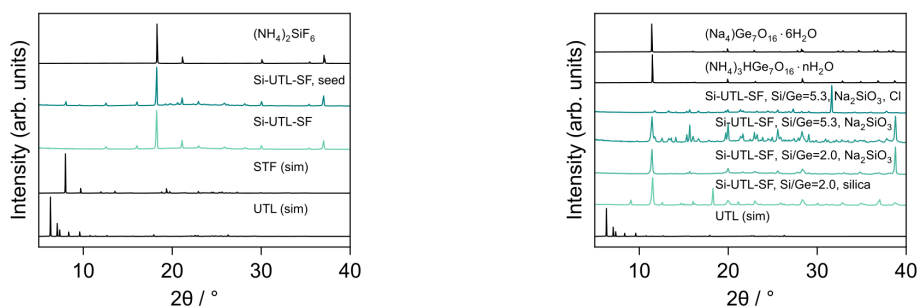 Intensity (arb. units)
(NH₄)₂SiF₆
Si-UTL-SF, seed
Si-UTL-SF
STF (sim)
UTL (sim)
10 20 30 40
2θ / °
Intensity (arb. units)
(Na₄)Ge₇O₁₆ · 6H₂O
(NH₄)₃HGe₇O₁₆ · nH₂O
Si-UTL-SF, Si/Ge=5.3, Na₂SiO₃, Cl
Si-UTL-SF, Si/Ge=5.3, Na₂SiO₃
Si-UTL-SF, Si/Ge=2.0, Na₂SiO₃
Si-UTL-SF, Si/Ge=2.0, silica
UTL (sim)
10 20 30 40
2θ / °